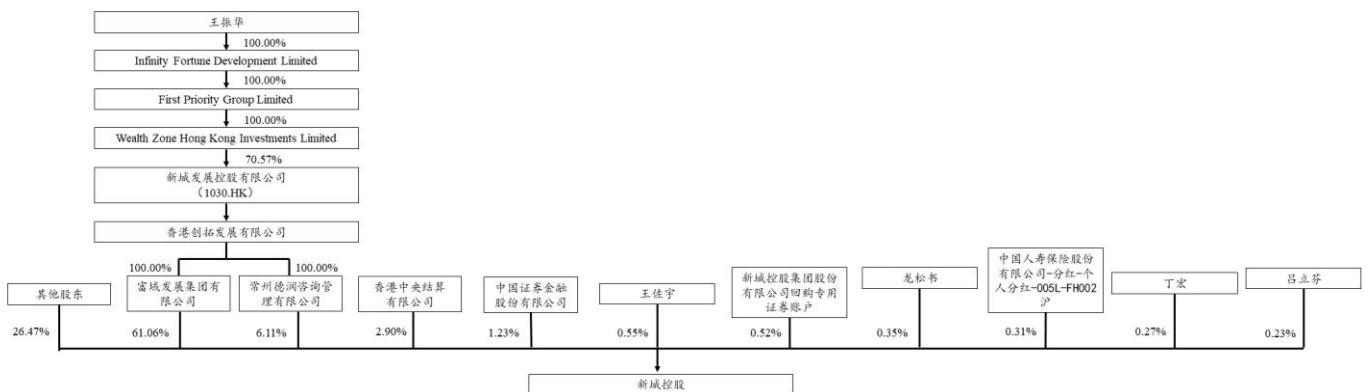 王振华
100.00%
Infinity Fortune Development Limited
100.00%
First Priority Group Limited
100.00%
Wealth Zone Hong Kong Investments Limited
70.57%
新城发展控股有限公司
(1030.HK)
香港创拓发展有限公司
100.00%
100.00%
其他股东
富域发展集团有
限公司
常州德润咨询管
理有限公司
香港中央结算
有限公司
中国证券金融
股份有限公司
王佐宇
新城控股集团股份
有限公司回购专用
证券账户
龙松书
中国人寿保险股份
有限公司-分红-个
人分红-005L-FH002
沪
丁宏
吕立芬
26.47%
61.06%
6.11%
2.90%
1.23%
0.55%
0.52%
0.35%
0.31%
0.27%
0.23%
新城控股